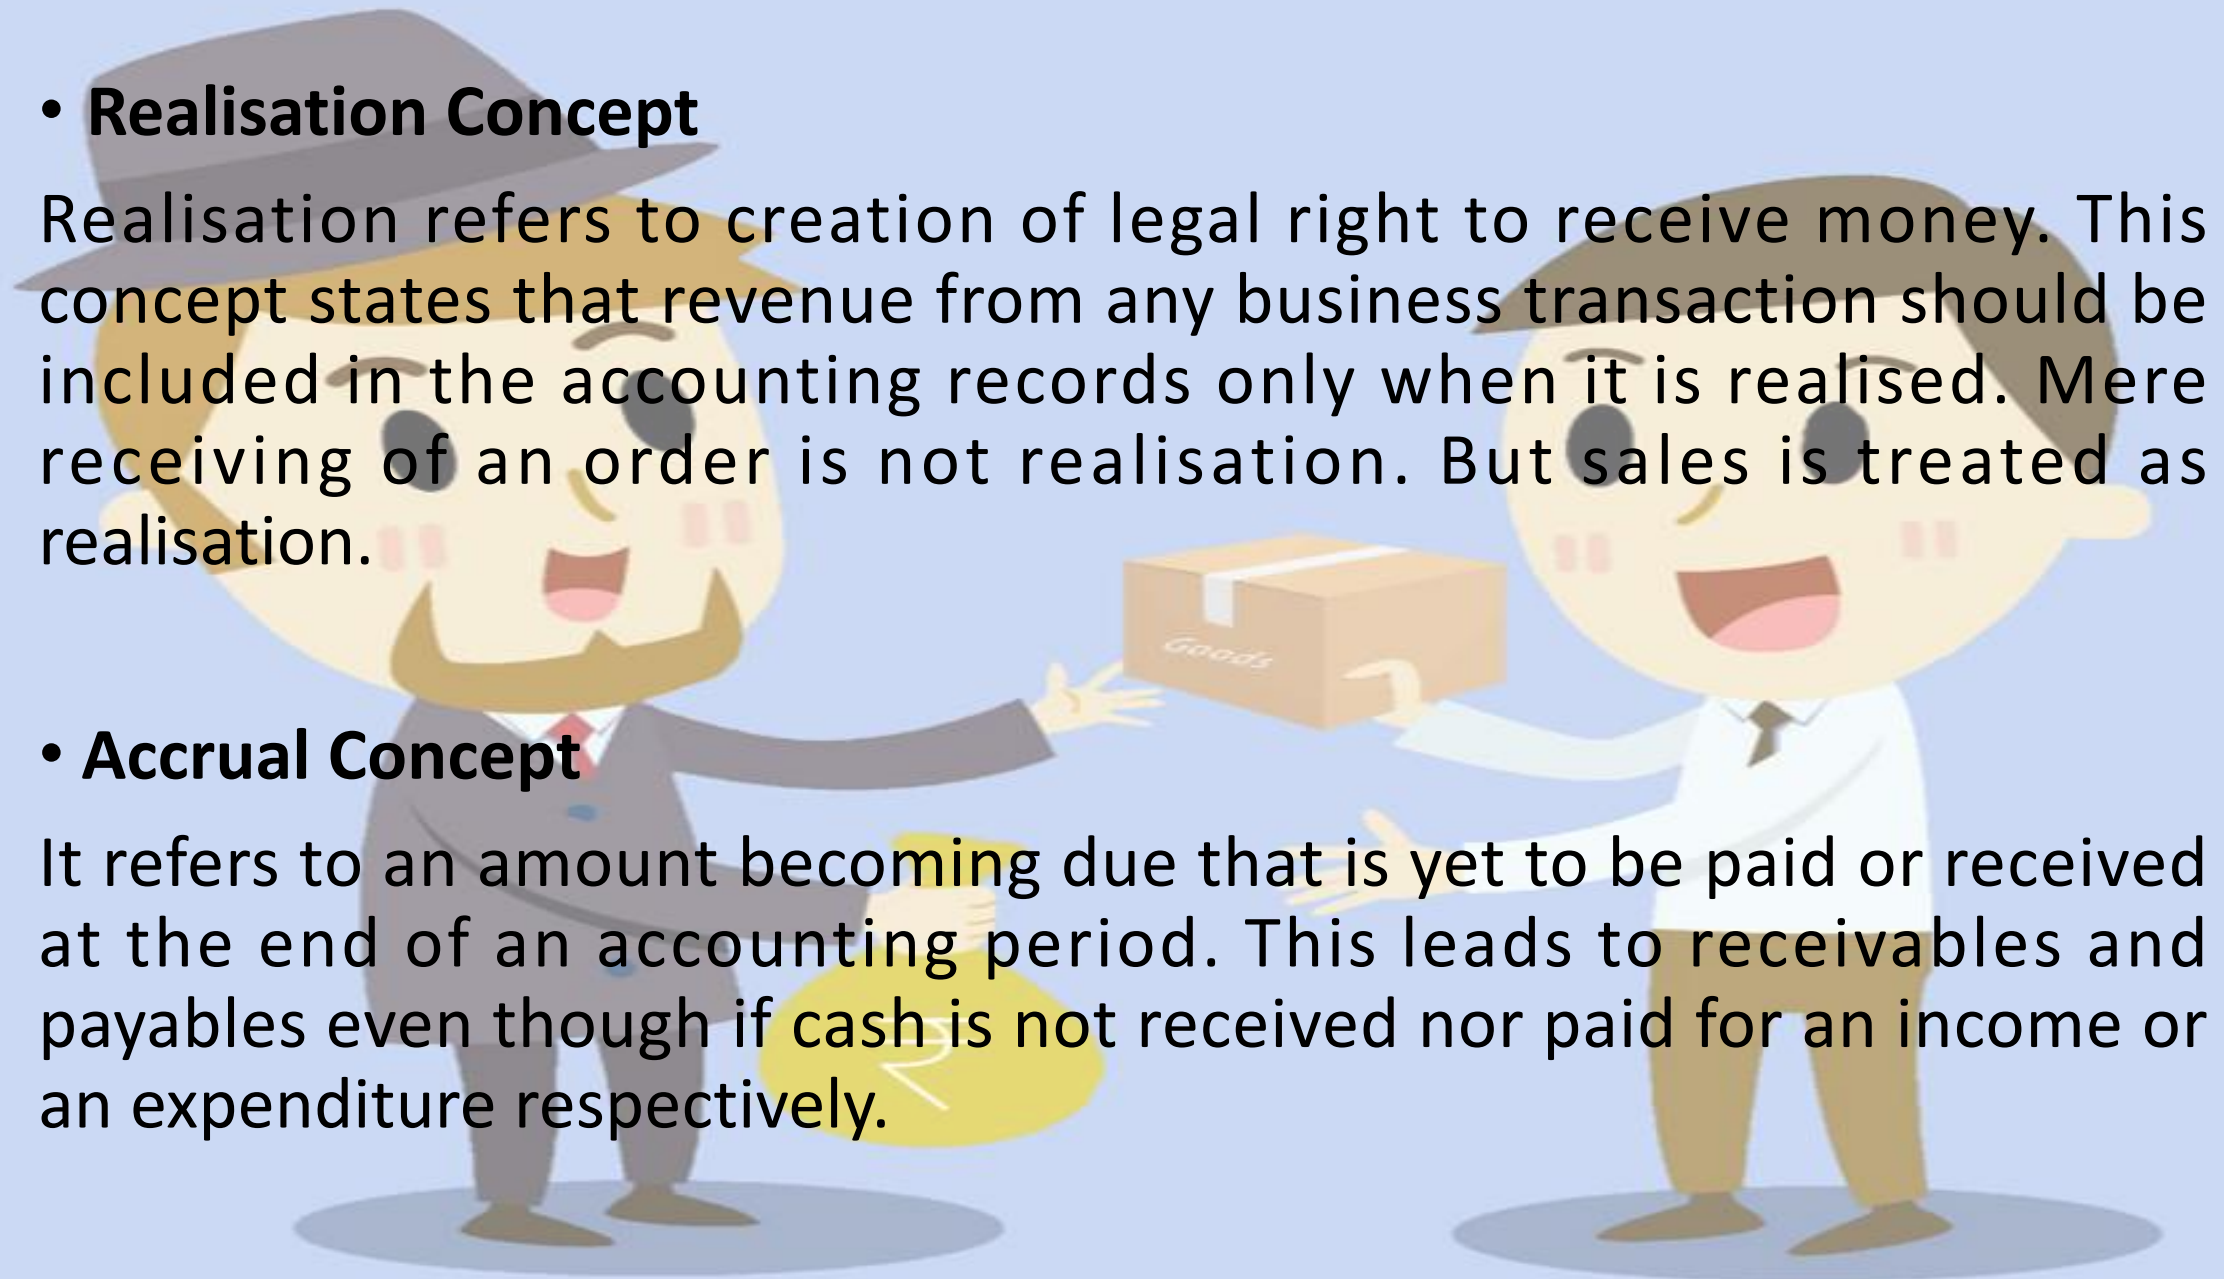 • Realisation Concept
Realisation refers to creation of legal right to receive money. This
concept states that revenue from any business transaction should be
included in the accounting records only when it is realised. Mere
receiving of an order is not realisation. But sales is treated as
realisation.
Goods
• Accrual Concept
It refers to an amount becoming due that is yet to be paid or received
at the end of an accounting period. This leads to receivables and
payables even though if cash is not received nor paid for an income or
₹
an expenditure respectively.